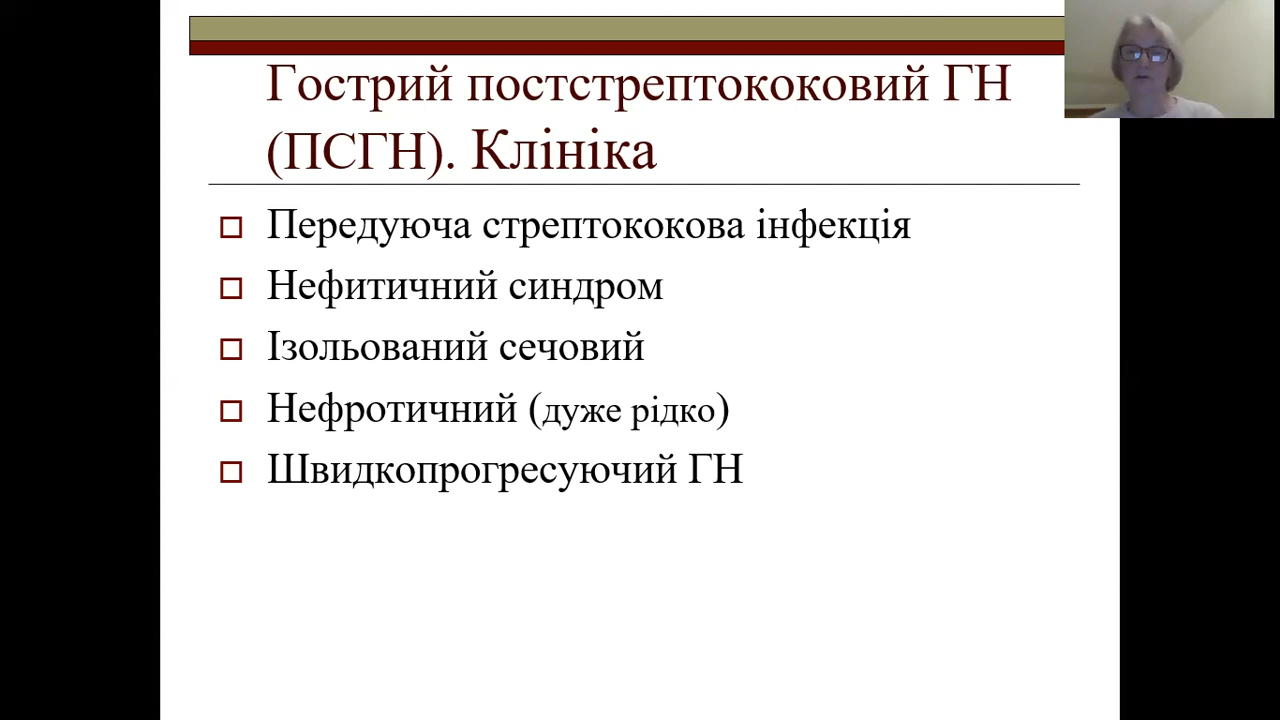 Гострий постстрептококовий ГН
(ПСГН). Клініка
Передуюча стрептококова інфекція
Нефитичний синдром
Ізольований сечовий
Нефротичний (дуже рідко)
Швидкопрогресуючий ГН